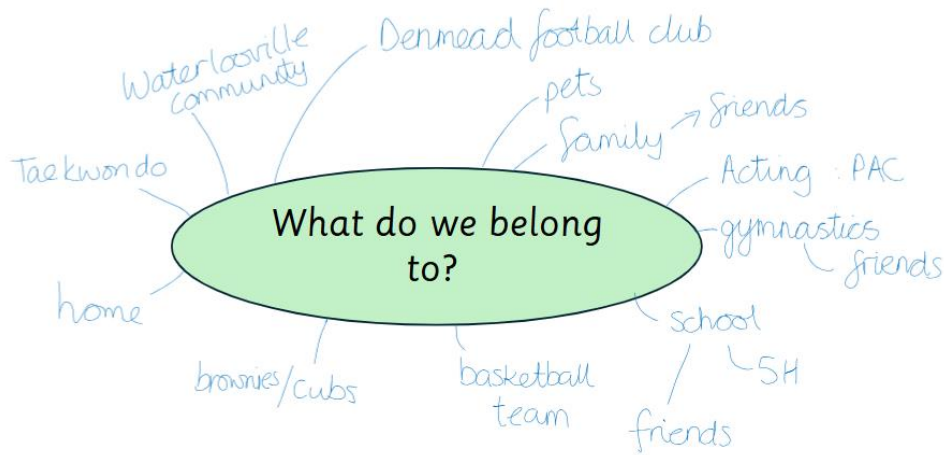 Denmead football club
Waterlooville
community
pets
family
friends
Taekwondo
Acting : PAC
What do we belong
to?
gymnastics
friends
home
school
brownies/cubs
basketball
team
5H
friends